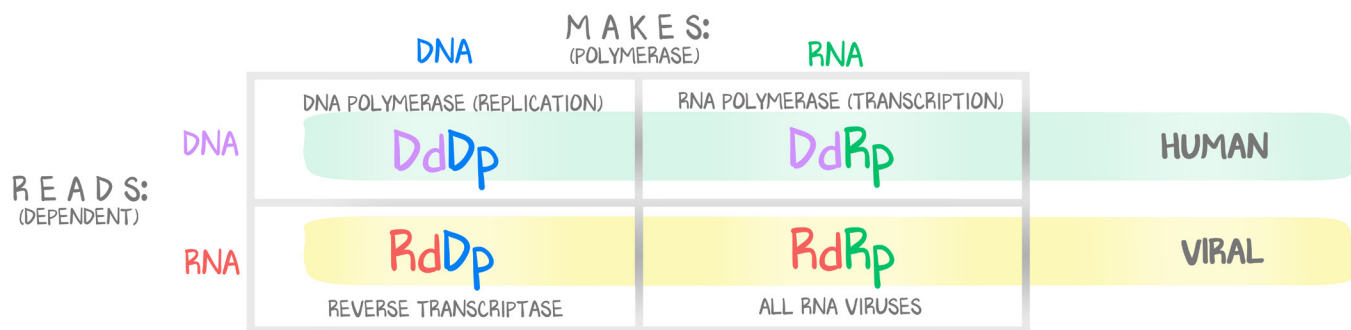 MAKES:
(POLYMERASE)
DNA
RNA
DNA POLYMERASE (REPLICATION)
RNA POLYMERASE (TRANSCRIPTION)
DNA
DdDp
DdRp
HUMAN
READS:
(DEPENDENT)
RNA
RdDp
RdRp
VIRAL
REVERSE TRANSCRIPTASE
ALL RNA VIRUSES